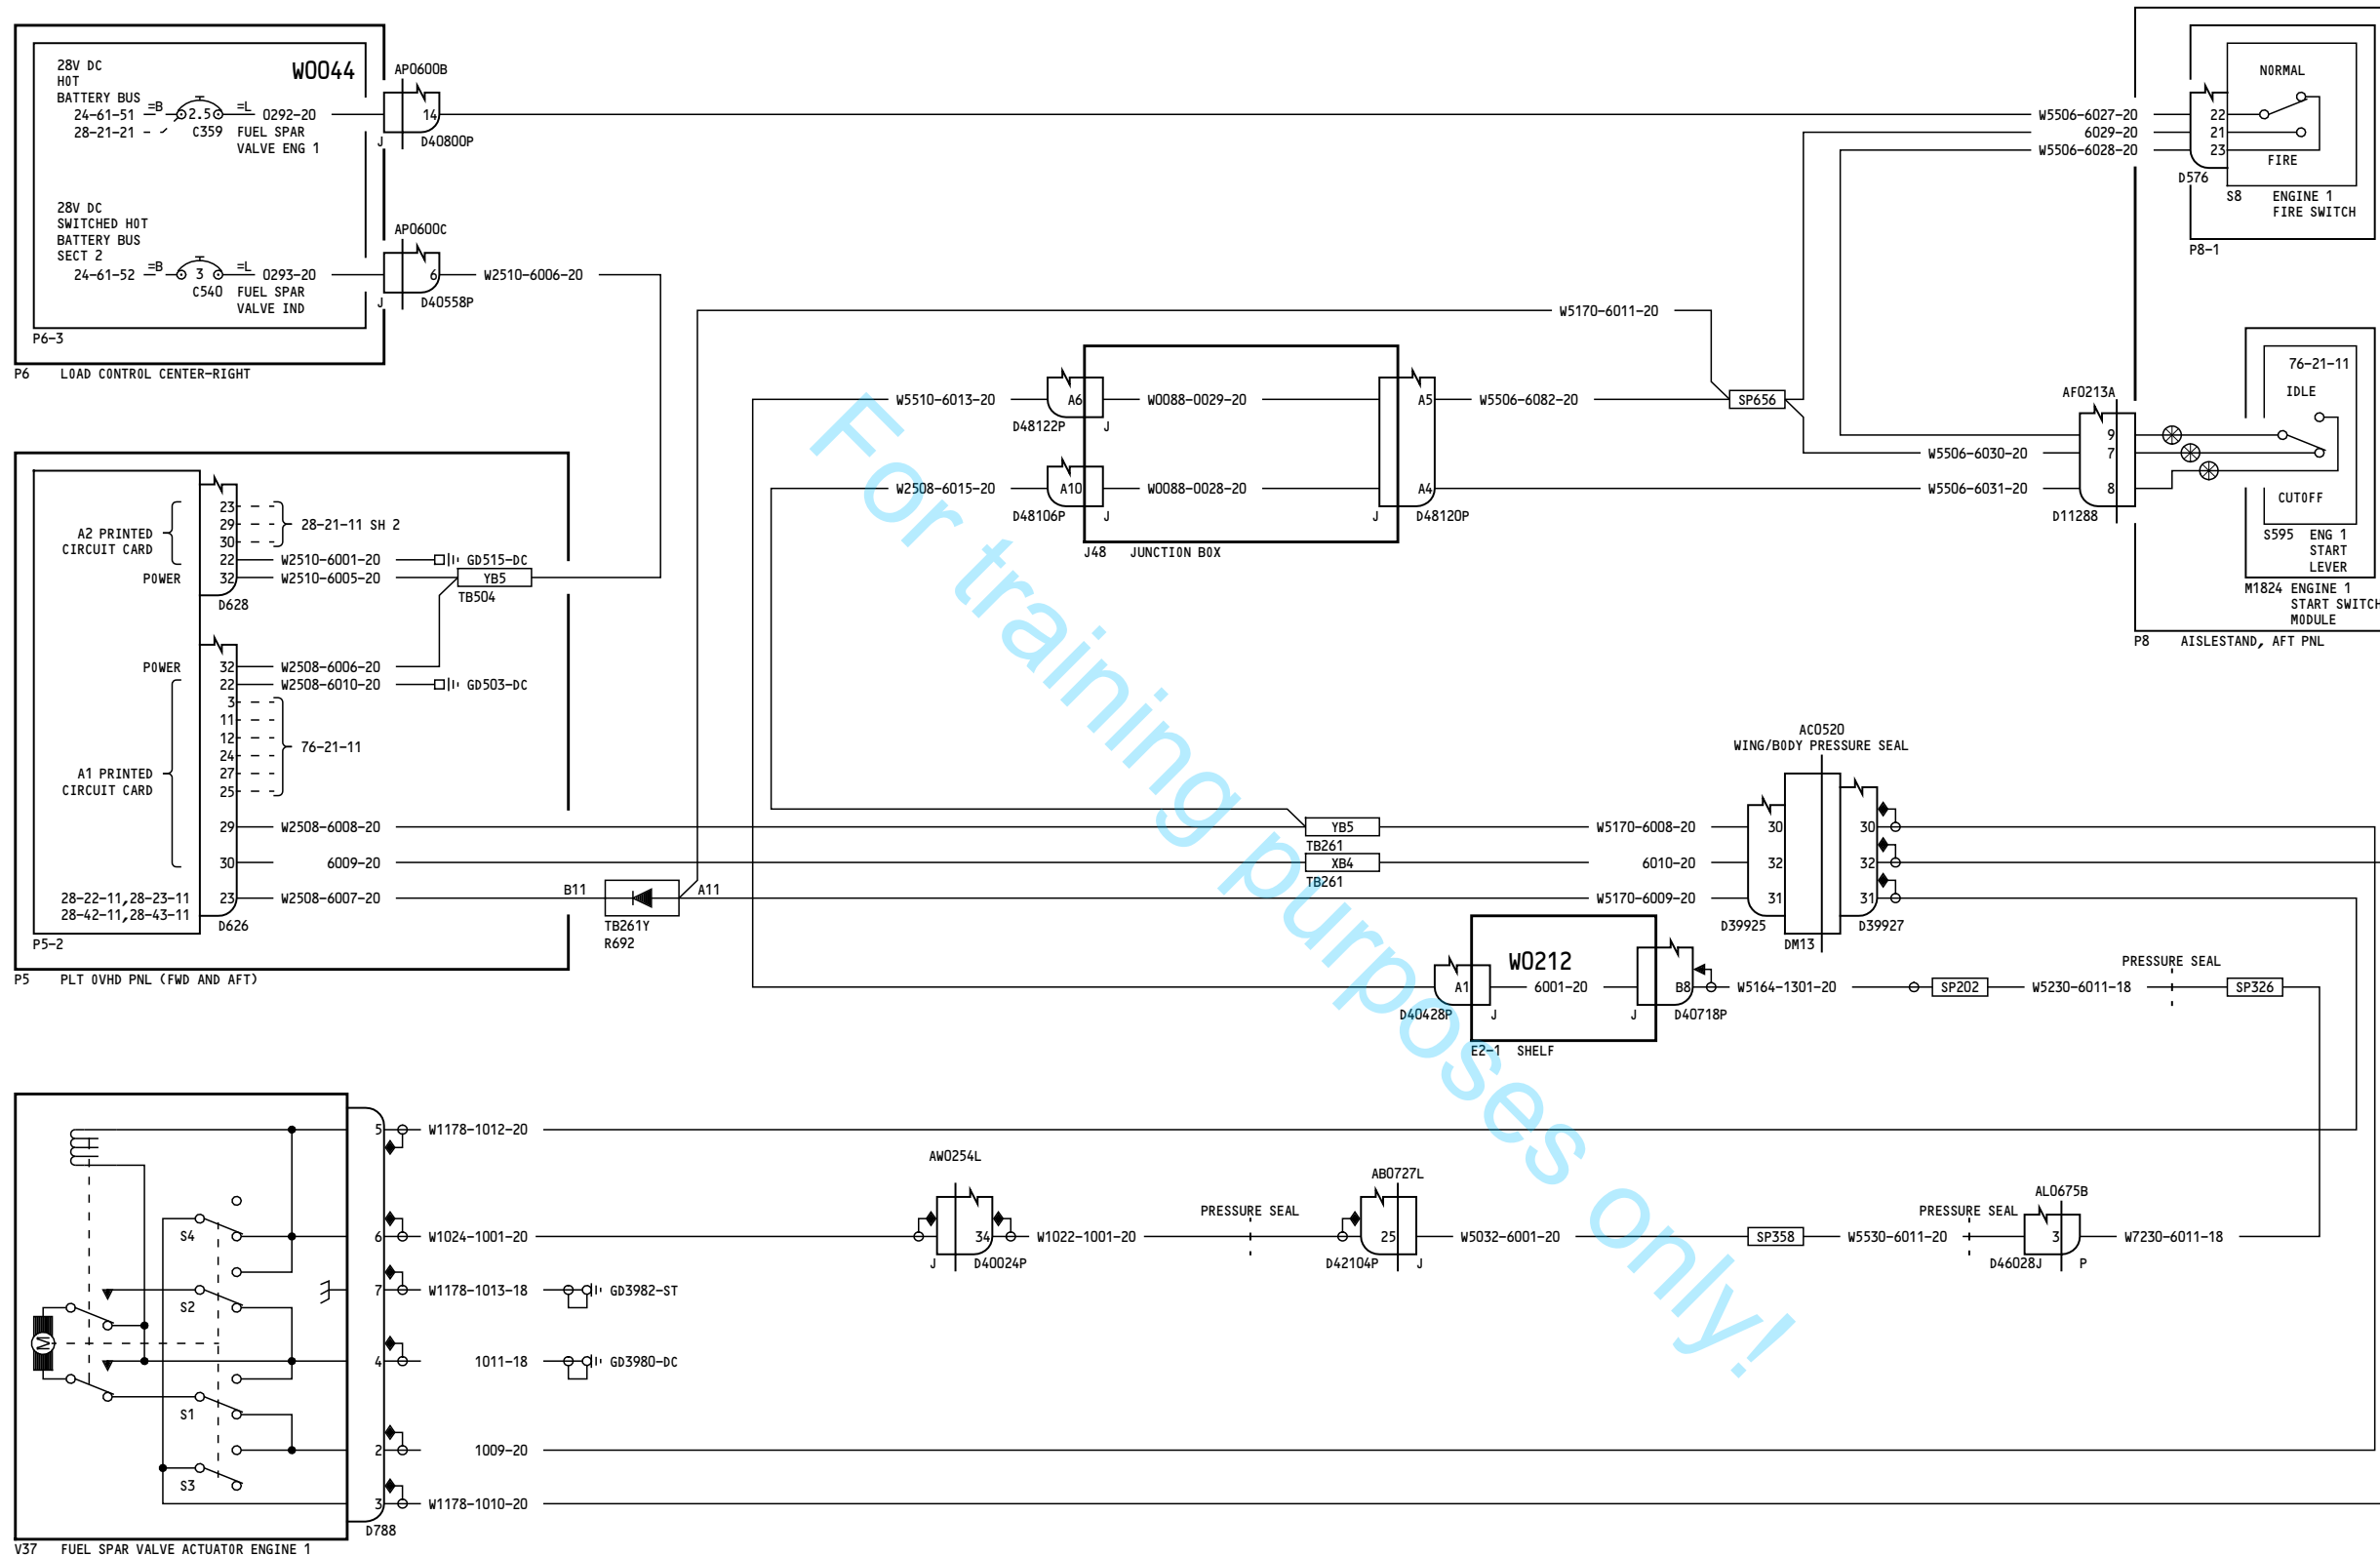 28V DC
HOT
BATTERY BUS
24-61-51
28-21-21
=B
2.5
C359
=L
0292-20
FUEL SPAR
VALVE ENG 1
W0044
AP0600B
14
J
D40800P
28V DC
SWITCHED HOT
BATTERY BUS
SECT 2
24-61-52
=B
3
C540
=L
0293-20
FUEL SPAR
VALVE IND
AP0600C
6
J
D40558P
W2510-6006-20
P6-3
P6 LOAD CONTROL CENTER-RIGHT
W5506-6027-20
6029-20
W5506-6028-20
22
21
23
D576
NORMAL
FIRE
S8 ENGINE 1
FIRE SWITCH
P8-1
W5170-6011-20
W5510-6013-20
A6
D48122P
J
W0088-0029-20
A5
W5506-6082-20
SP656
W2508-6015-20
A10
D48106P
J
W0088-0028-20
A4
J
D48120P
J48 JUNCTION BOX
W5506-6030-20
W5506-6031-20
AF0213A
9
7
8
D11288
76-21-11
IDLE
CUTOFF
S595 ENG 1
START
LEVER
M1824 ENGINE 1
START SWITCH
MODULE
P8 AISLESTAND, AFT PNL
A2 PRINTED
CIRCUIT CARD
POWER
23
29
30
22
32
28-21-11 SH 2
W2510-6001-20
GD515-DC
W2510-6005-20
YB5
TB504
D628
POWER
32
W2508-6006-20
22
W2508-6010-20
GD503-DC
3
11
12
24
27
25
76-21-11
A1 PRINTED
CIRCUIT CARD
29
W2508-6008-20
30
6009-20
28-22-11,28-23-11
28-42-11,28-43-11
23
W2508-6007-20
D626
P5-2
P5 PLT OVHD PNL (FWD AND AFT)
B11
A11
TB261Y
R692
YB5
TB261
XB4
TB261
W5170-6008-20
6010-20
W5170-6009-20
AC0520
WING/BODY PRESSURE SEAL
30
32
31
D39925
DM13
30
32
31
D39927
A1
D40428P
J
W0212
6001-20
J
B8
D40718P
E2-1 SHELF
W5164-1301-20
SP202
W5230-6011-18
PRESSURE SEAL
SP326
5
W1178-1012-20
6
W1024-1001-20
AW0254L
34
J
D40024P
W1022-1001-20
PRESSURE SEAL
AB0727L
25
D42104P
J
W5032-6001-20
SP358
W5530-6011-20
PRESSURE SEAL
AL0675B
3
D46028J
P
W7230-6011-18
7
W1178-1013-18
GD3982-ST
4
1011-18
GD3980-DC
2
1009-20
3
W1178-1010-20
D788
S4
S2
M
S1
S3
V37 FUEL SPAR VALVE ACTUATOR ENGINE 1
For training purposes only!